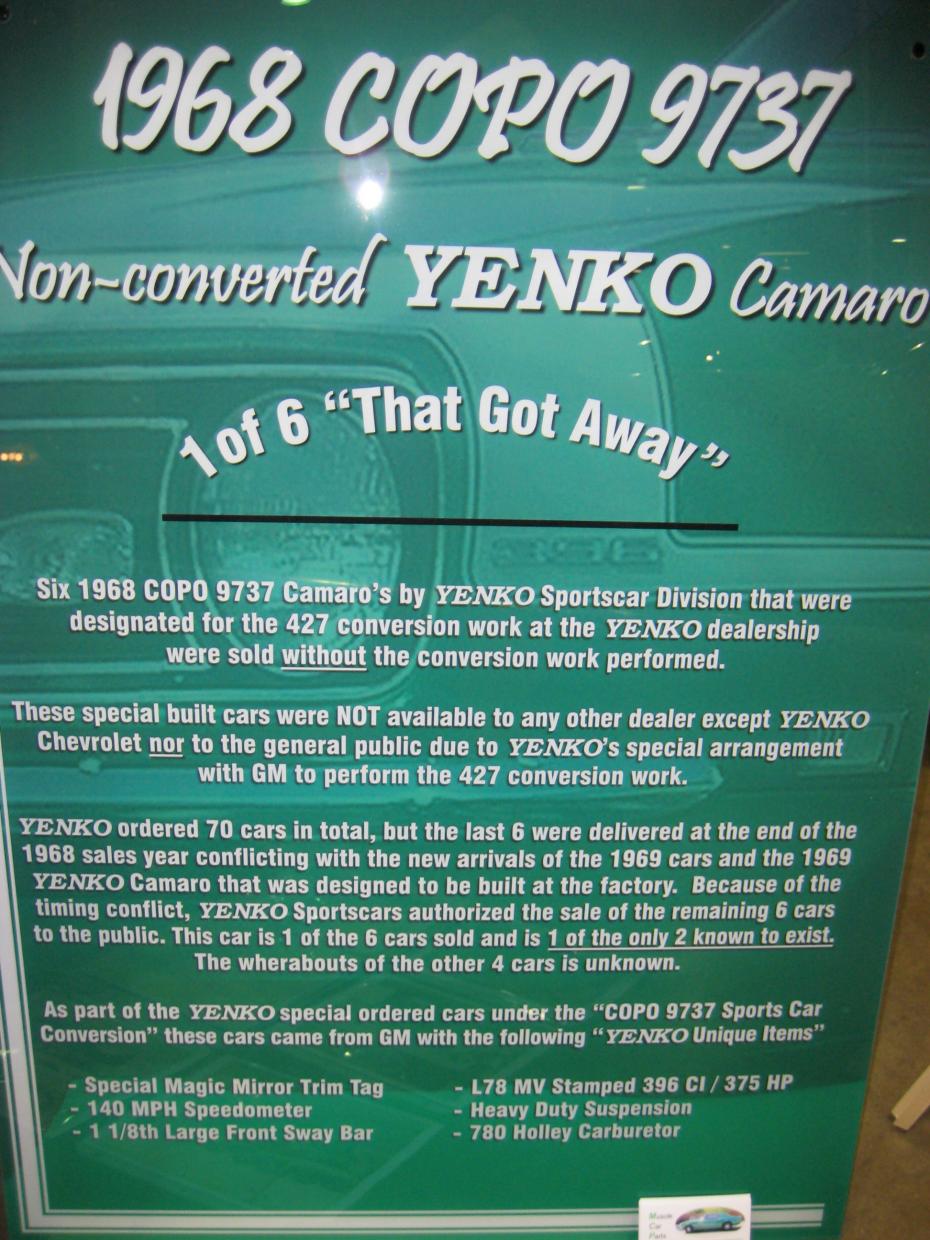 1968 COPO 9737
Non-converted YENKO Camaro
1 of 6 “That Got Away”
396
Six 1968 COPO 9737 Camaro's by YENKO Sportscar Division that were
designated for the 427 conversion work at the YENKO dealership
were sold without the conversion work performed.
These special built cars were NOT available to any other dealer except YENKO
Chevrolet nor to the general public due to YENKO's special arrangement
with GM to perform the 427 conversion work.
YENKO ordered 70 cars in total, but the last 6 were delivered at the end of the
1968 sales year conflicting with the new arrivals of the 1969 cars and the 1969
YENKO Camaro that was designed to be built at the factory. Because of the
timing conflict, YENKO Sportscars authorized the sale of the remaining 6 cars
to the public. This car is 1 of the 6 cars sold and is 1 of the only 2 known to exist.
The wherabouts of the other 4 cars is unknown.
As part of the YENKO special ordered cars under the “COPO 9737 Sports Car
Conversion” these cars came from GM with the following “YENKO Unique Items”
- Special Magic Mirror Trim Tag
- 140 MPH Speedometer
- 1 1/8th Large Front Sway Bar
- L78 MV Stamped 396 CI / 375 HP
- Heavy Duty Suspension
- 780 Holley Carburetor
Muscle
Car
Parts